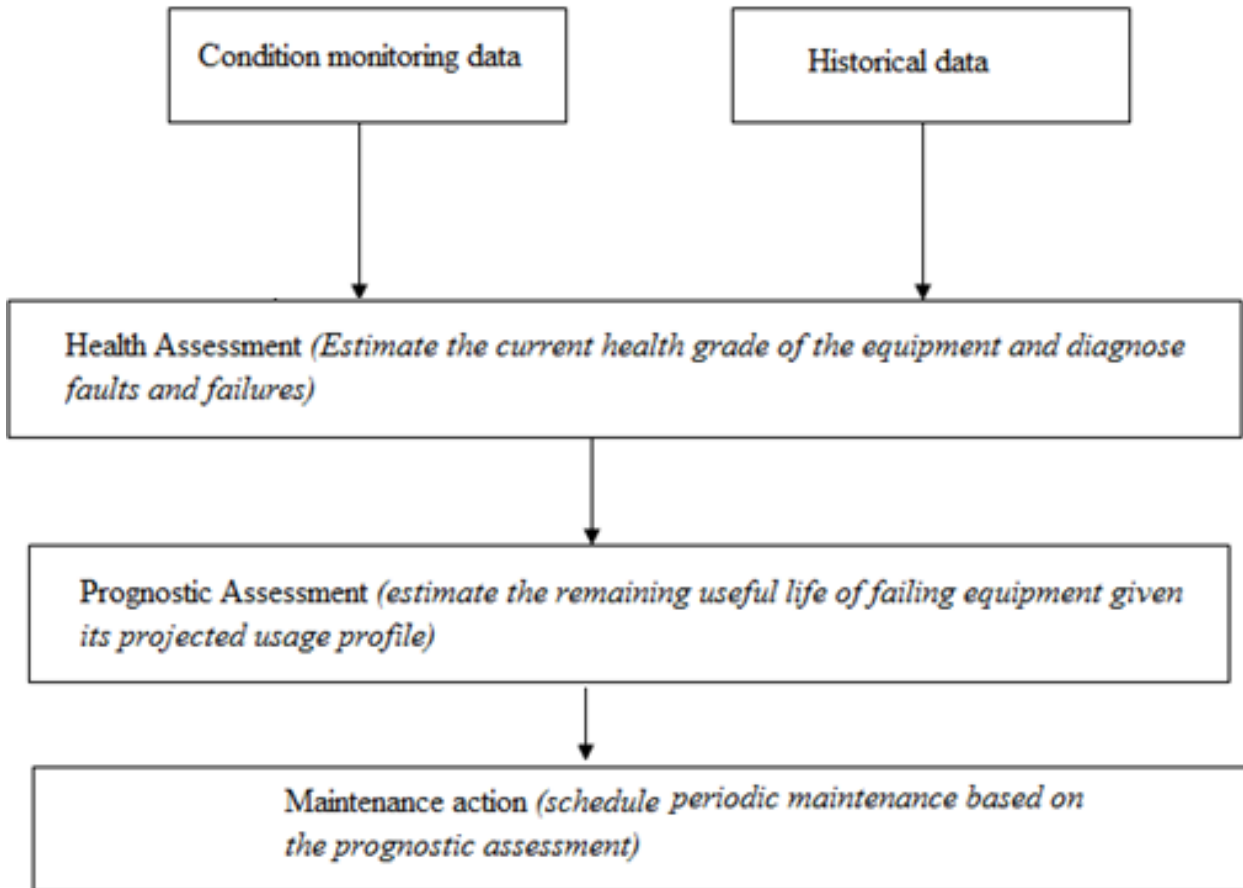 Condition monitoring data
Historical data
Health Assessment (Estimate the current health grade of the equipment and diagnose
faults and failures)
Prognostic Assessment (estimate the remaining useful life of failing equipment given
its projected usage profile)
Maintenance action (schedule periodic maintenance based on
the prognostic assessment)